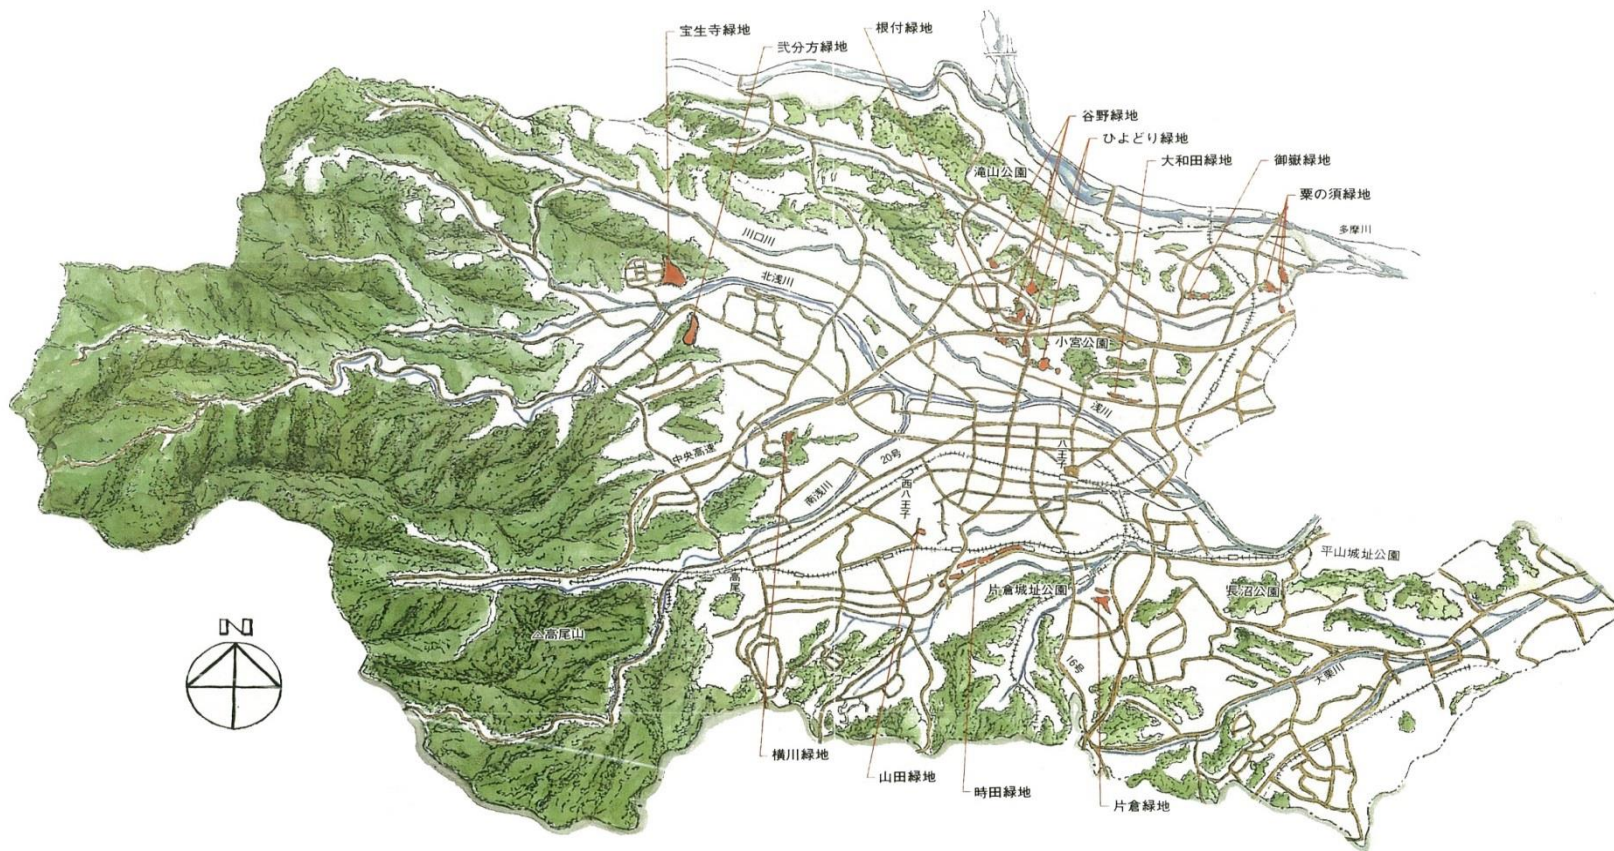 宝生寺緑地
根付緑地
弐分方緑地
谷野緑地
ひよどり緑地
大和田緑地
御嶽緑地
滝山公園
粟の須緑地
多摩川
川口川
北浅川
小宮公園
浅川
中央高速
20号
八王子
西八王子
南浅川
平山城址公園
高尾
片倉城址公園
長沼公園
△高尾山
N
16号
大栗川
横川緑地
山田緑地
時田緑地
片倉緑地